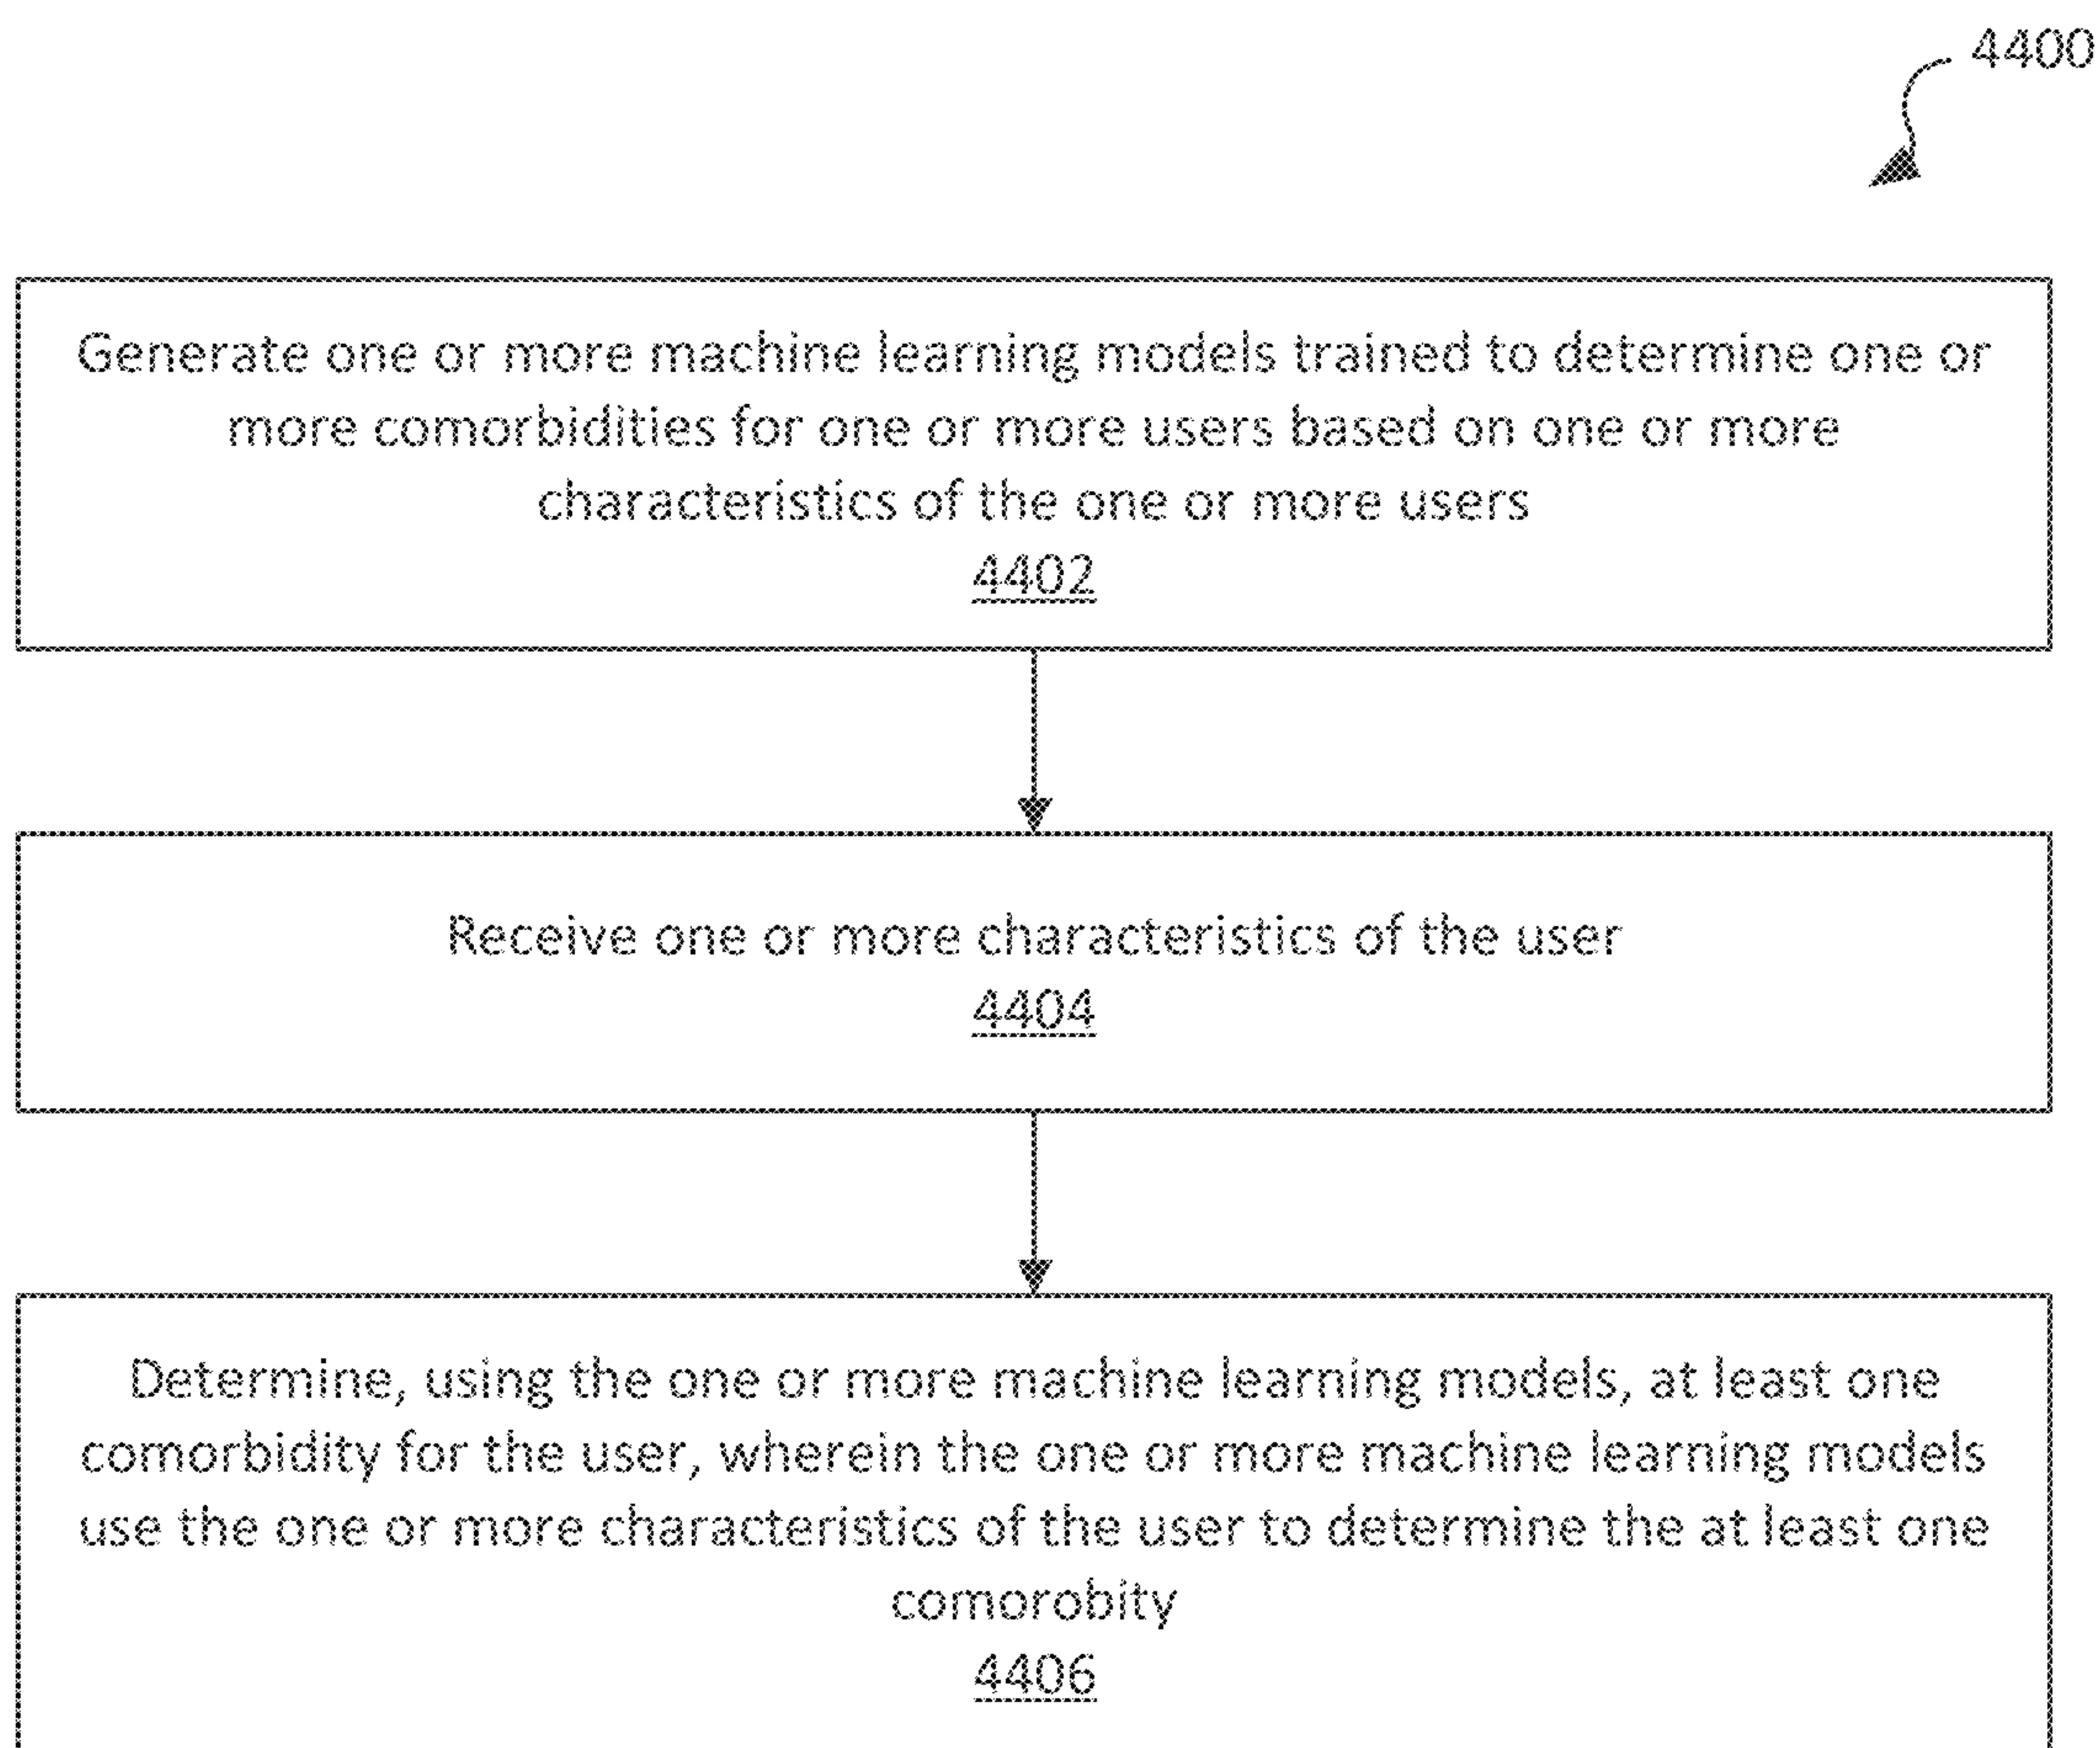 4400
Generate one or more machine learning models trained to determine one or
more comorbidities for one or more users based on one or more
characteristics of the one or more users
4402
Receive one or more characteristics of the user
4404
Determine, using the one or more machine learning models, at least one
comorbidity for the user, wherein the one or more machine learning models
use the one or more characteristics of the user to determine the at least one
comorobity
4406